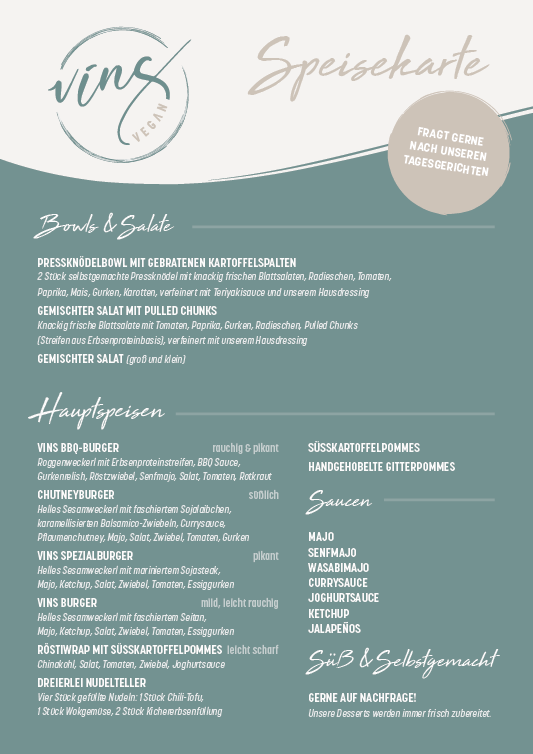 vins
VEGAN
Speisekarte
FRAGT GERNE
NACH UNSEREN
TAGESGERICHTEN
Bowls & Salate
PRESSKNÖDELBOWL MIT GEBRATENEN KARTOFFELSPALTEN
2 Stück selbstgemachte Pressknödel mit knackig frischen Blattsalaten, Radieschen, Tomaten,
Paprika, Mais, Gurken, Karotten, verfeinert mit Teriyakisauce und unserem Hausdressing
GEMISCHTER SALAT MIT PULLED CHUNKS
Knackig frische Blattsalate mit Tomaten, Paprika, Gurken, Radieschen, Pulled Chunks
(Streifen aus Erbsenproteinbasis), verfeinert mit unserem Hausdressing
GEMISCHTER SALAT (groß und klein)
Hauptspeisen
VINS BBQ-BURGER rauchig & pikant
Roggenweckerl mit Erbsenproteinstreifen, BBQ Sauce,
Gurkenrelish, Röstzwiebel, Senfmajo, Salat, Tomaten, Rotkraut
CHUTNEYBURGER süßlich
Helles Sesamweckerl mit faschiertem Sojalaibchen,
karamellisierten Balsamico-Zwiebeln, Currysauce,
Pflaumenchutney, Majo, Salat, Zwiebel, Tomaten, Gurken
VINS SPEZIALBURGER pikant
Helles Sesamweckerl mit mariniertem Sojasteak,
Majo, Ketchup, Salat, Zwiebel, Tomaten, Essiggurken
VINS BURGER mild, leicht rauchig
Helles Sesamweckerl mit faschiertem Seitan,
Majo, Ketchup, Salat, Zwiebel, Tomaten, Essiggurken
RÖSTIWRAP MIT SÜSSKARTOFFELPOMMES leicht scharf
Chinakohl, Salat, Tomaten, Zwiebel, Joghurtsauce
DREIERLEI NUDELTELLER
Vier Stück gefüllte Nudeln: 1 Stück Chili-Tofu,
1 Stück Wokgemüse, 2 Stück Kichererbsenfüllung
SÜSSKARTOFFELPOMMES
HANDGEHOBELTE GITTERPOMMES
Saucen
MAJO
SENFMAJO
WASABIMAJO
CURRYSAUCE
JOGHURTSAUCE
KETCHUP
JALAPEÑOS
Süß & Selbstgemacht
GERNE AUF NACHFRAGE!
Unsere Desserts werden immer frisch zubereitet.